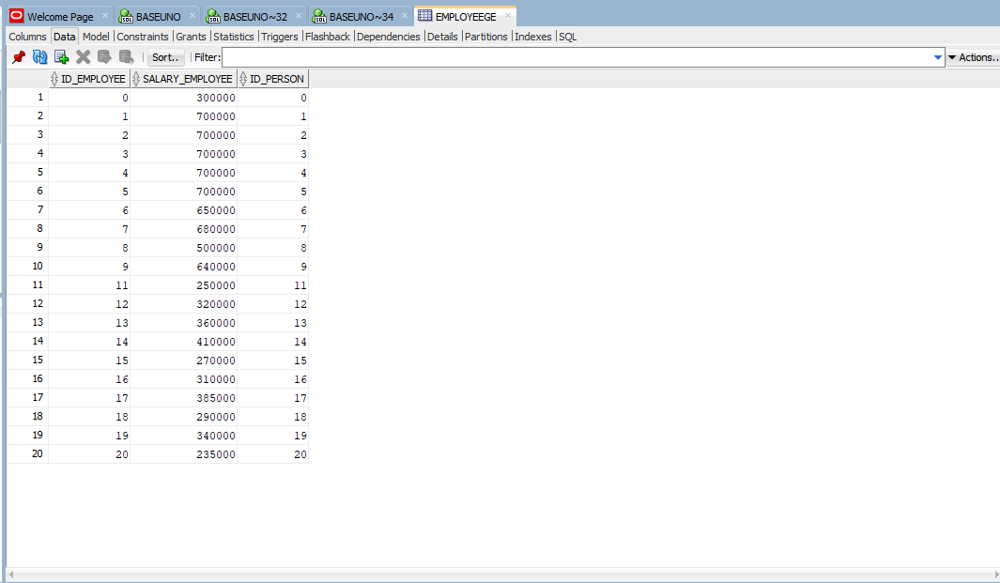 Welcome Page BASEUNO BASEUNO~32 BASEUNO~34 EMPLOYEEGE
Columns Data Model Constraints Grants Statistics Triggers Flashback Dependencies Details Partitions Indexes SQL
Sort.. Filter: Actions..
ID_EMPLOYEE SALARY_EMPLOYEE ID_PERSON
1 0 300000 0
2 1 700000 1
3 2 700000 2
4 3 700000 3
5 4 700000 4
6 5 700000 5
7 6 650000 6
8 7 680000 7
9 8 500000 8
10 9 640000 9
11 11 250000 11
12 12 320000 12
13 13 360000 13
14 14 410000 14
15 15 270000 15
16 16 310000 16
17 17 385000 17
18 18 290000 18
19 19 340000 19
20 20 235000 20